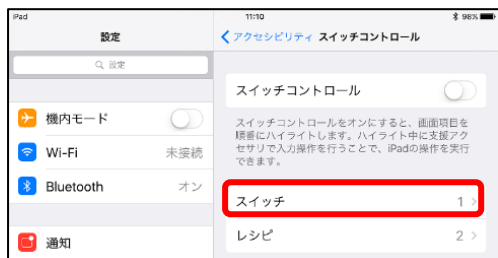 iPad
11:10
98%
設定
アクセシビリティ スイッチコントロール
設定
スイッチコントロール
機内モード
スイッチコントロールをオンにすると、画面項目を
順番にハイライトします。ハイライト中に支援アク
セサリで入力操作を行うことで、iPadの操作を実行
できます。
Wi-Fi 未接続
Bluetooth オン
スイッチ 1
通知
レシピ 2